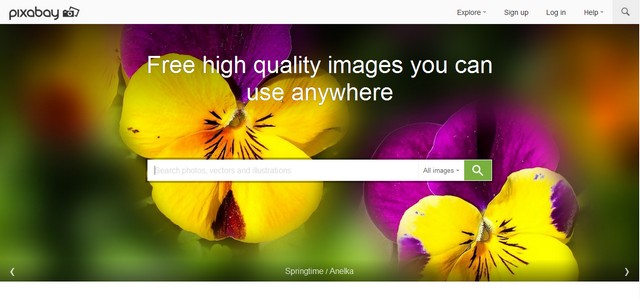 pixabay
Explore
Sign up
Log in
Help
Free high quality images you can
use anywhere
Search photos, vectors and illustrations
All images
Springtime / Anelka